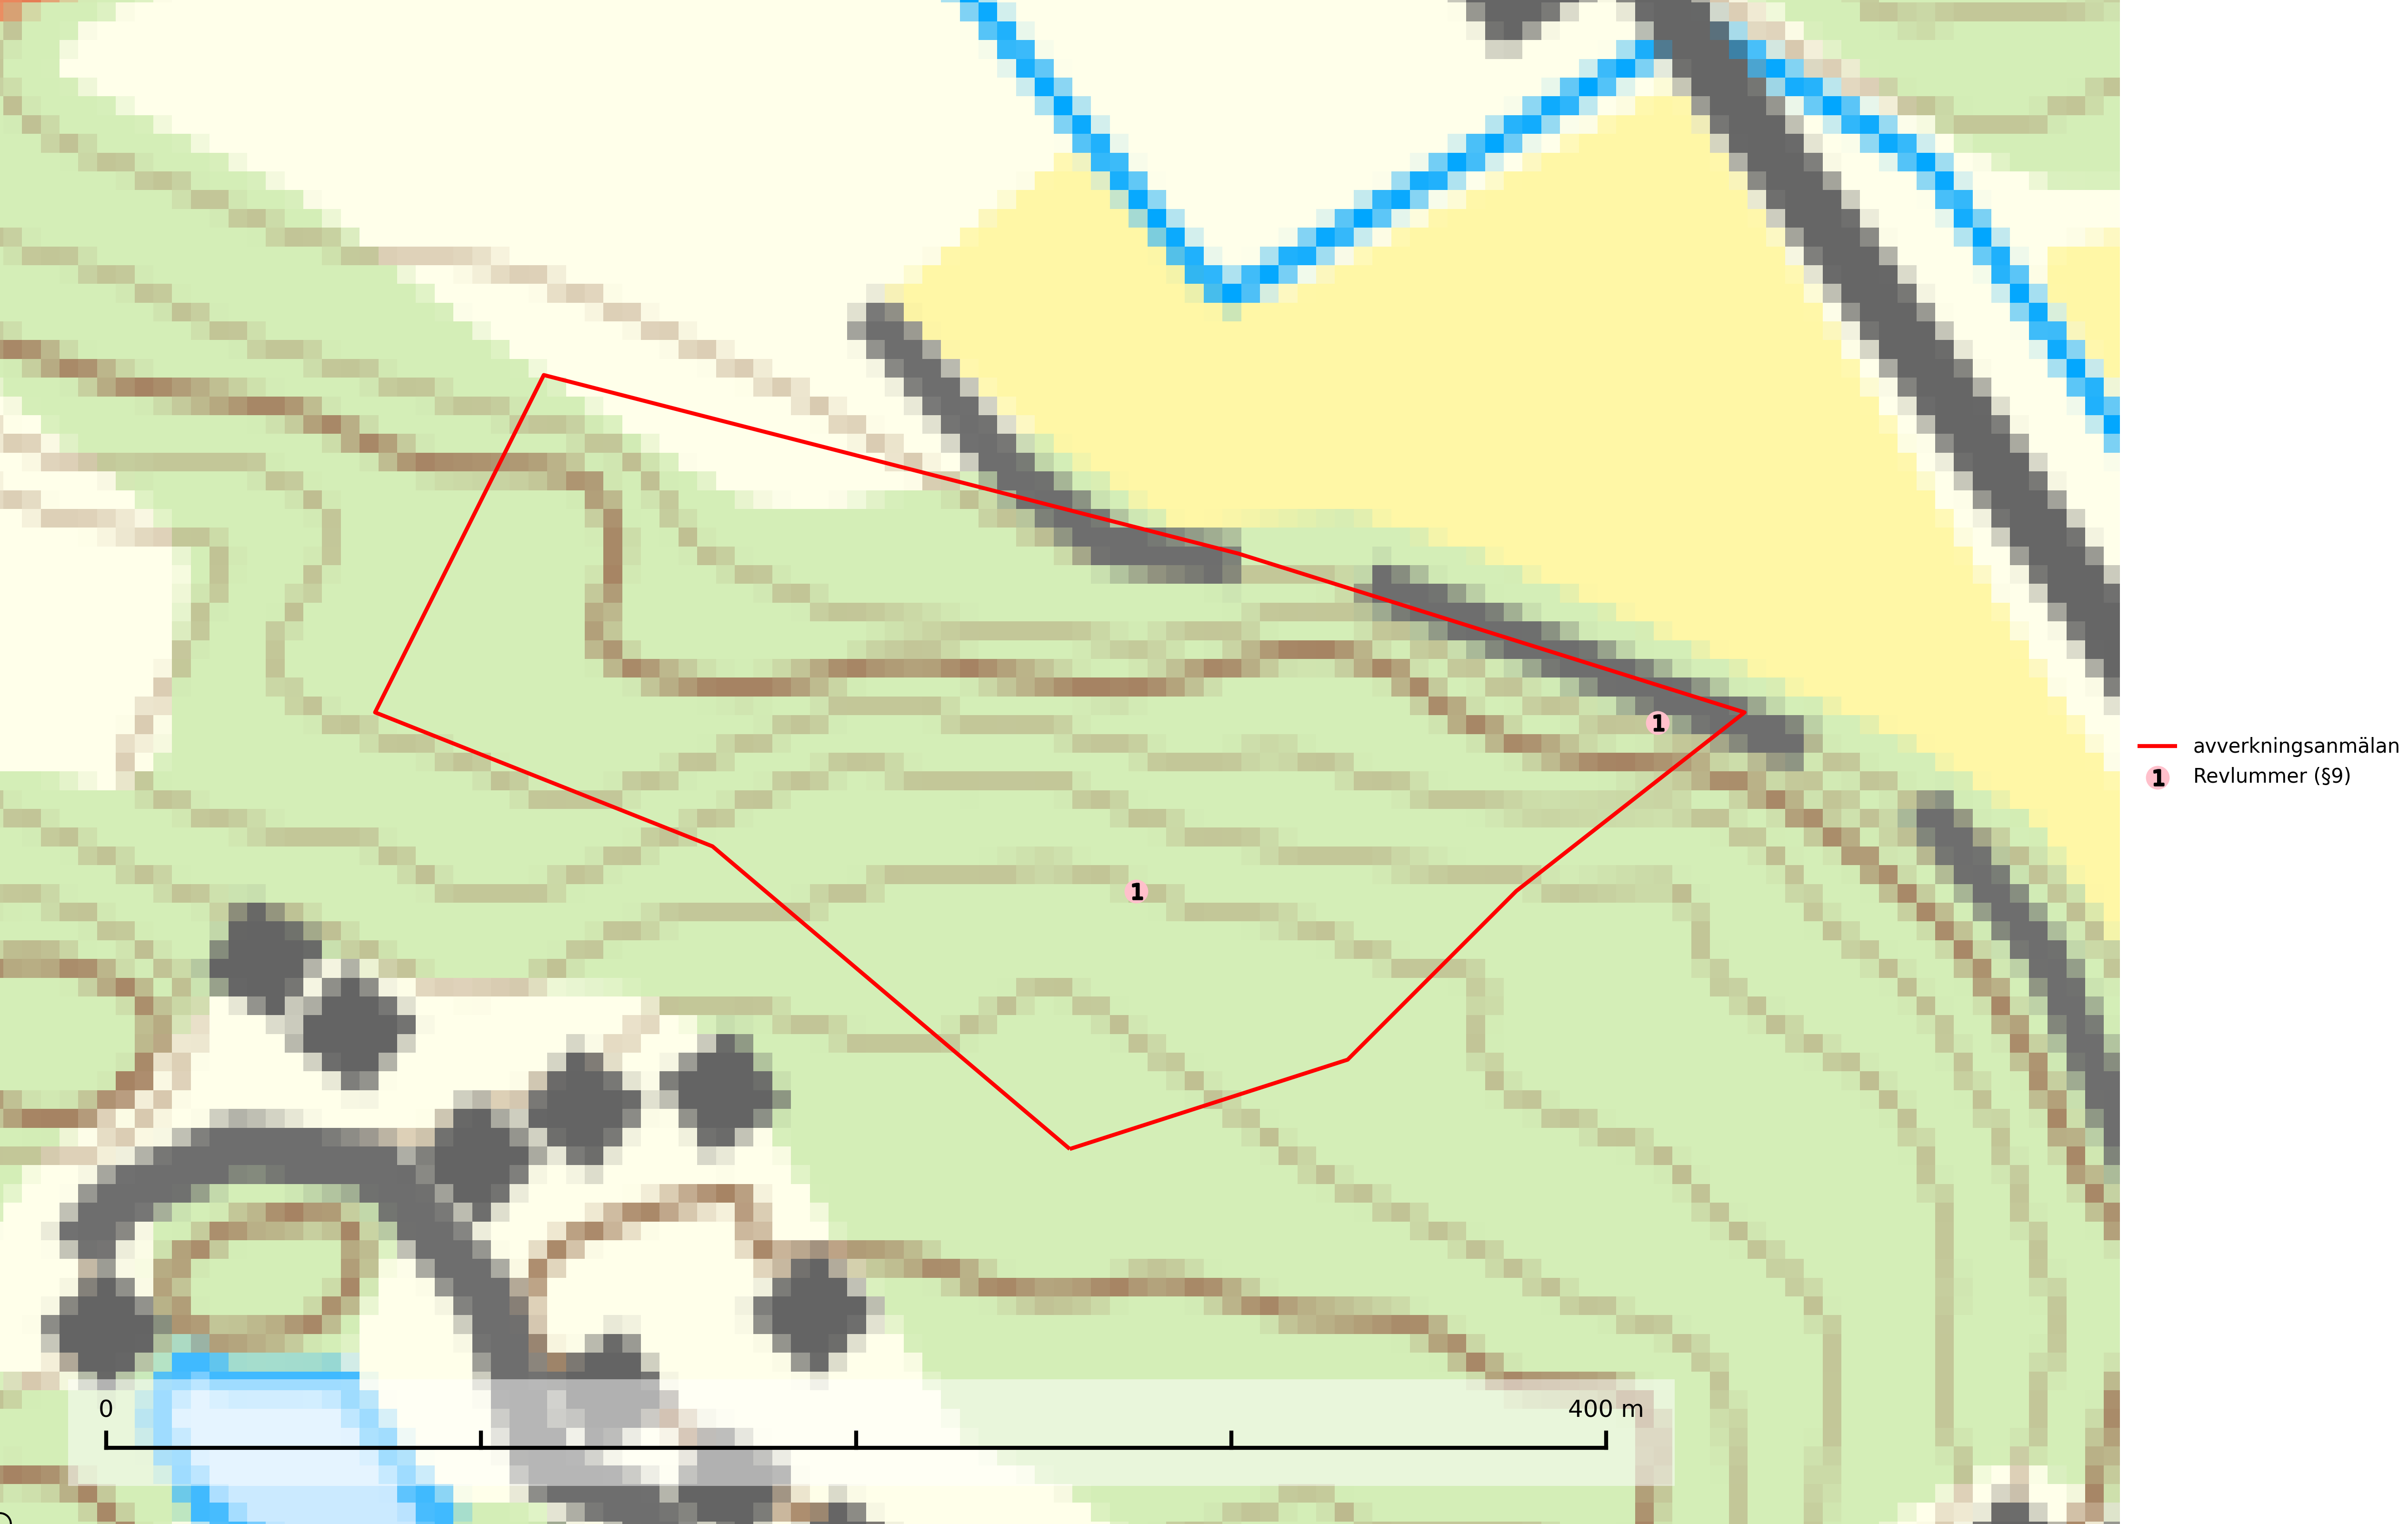 1
1
avverkningsanmälan
1 Revlummer (§9)
0 400 m